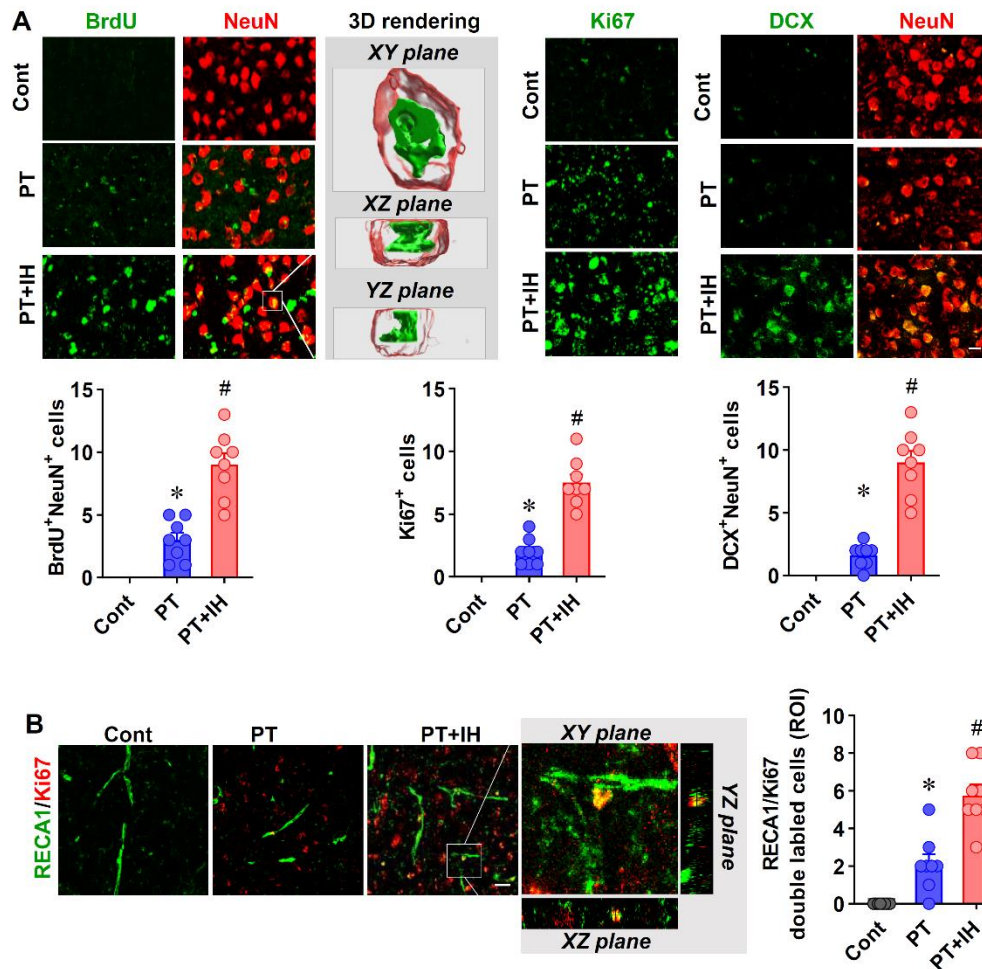 A
BrdU NeuN 3D rendering Ki67 DCX NeuN
Cont
PT
PT+IH
XY plane
XZ plane
YZ plane
Cont
PT
PT+IH
Cont
PT
PT+IH
BrdU+NeuN+ cells
15
10
5
0
*
#
Cont PT PT+IH
Ki67+ cells
15
10
5
0
*
#
Cont PT PT+IH
DCX+NeuN+ cells
15
10
5
0
*
#
Cont PT PT+IH
B
RECA1/Ki67
Cont PT PT+IH
XY plane
YZ plane
XZ plane
RECA1/Ki67
double labeled cells (ROI)
10
8
6
4
2
0
*
#
Cont PT PT+IH